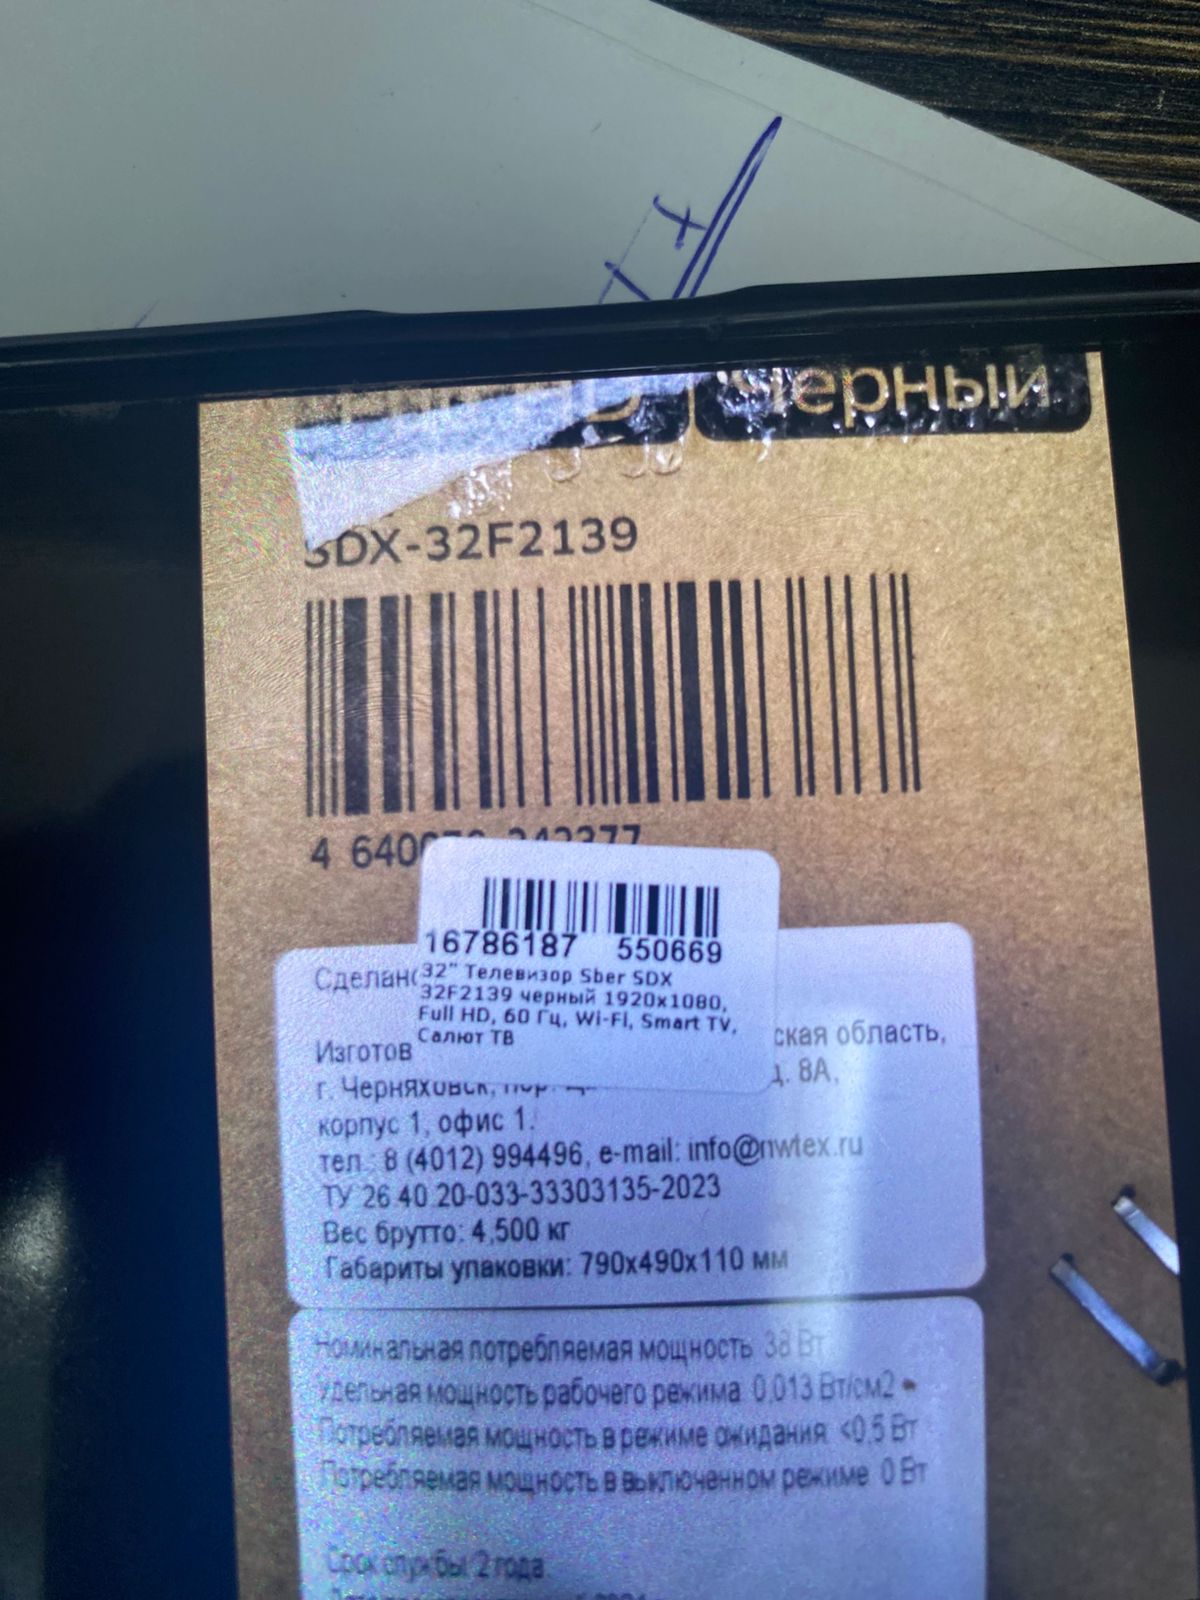 Черный
SDX-32F2139
4 640 242377
16786187 550669
32" Телевизор Sber SDX
32F2139 черный 1920x1080,
Full HD, 60 Гц, Wi-Fi, Smart TV,
Салют ТВ
Сделано
Изготов ская область,
г. Черняховск, пер. д. 8А,
корпус 1, офис 1.
тел.: 8 (4012) 994496, e-mail: info@nwtex.ru
ТУ 26.40.20-033-33303135-2023
Вес брутто: 4,500 кг
Габариты упаковки: 790x490x110 мм
Номинальная потребляемая мощность 38 Вт
Удельная мощность рабочего режима 0,013 Вт/см2
Потребляемая мощность в режиме ожидания <0,5 Вт
Потребляемая мощность в выключенном режиме 0 Вт
Срок службы 2 года